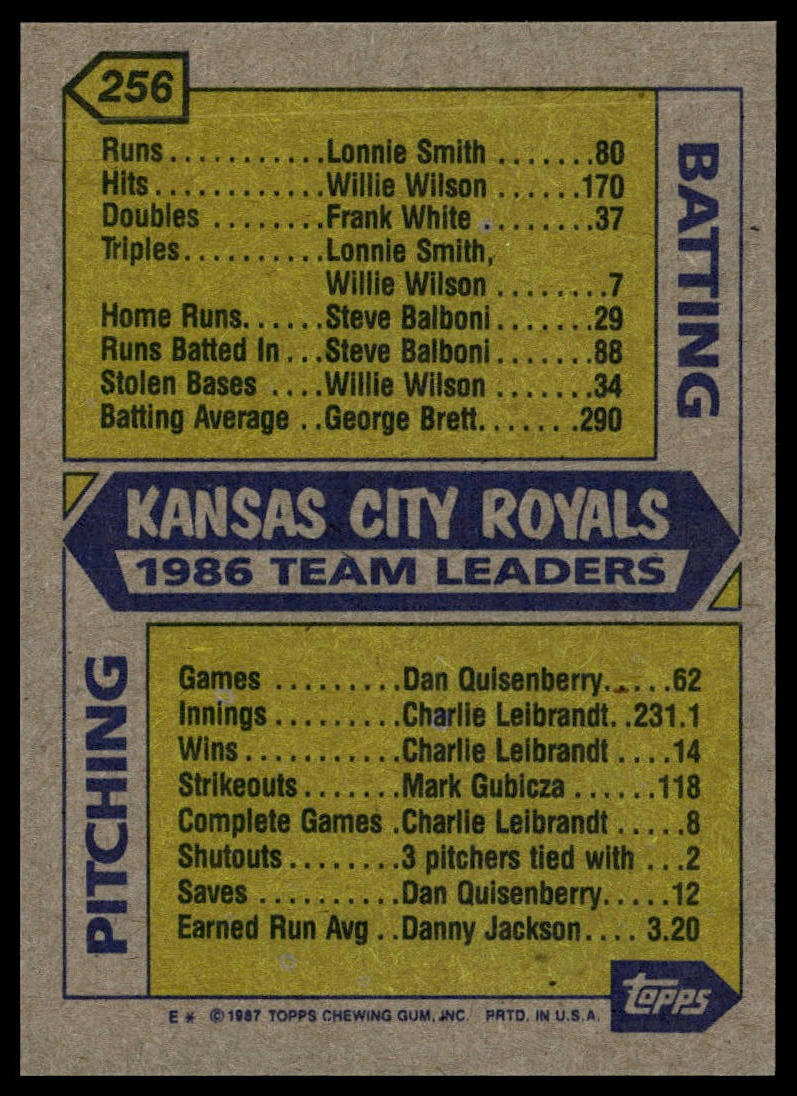 256
BATTING
Runs...........Lonnie Smith .......80
Hits............Willie Wilson ......170
Doubles ........Frank White ........37
Triples..........Lonnie Smith,
Willie Wilson ........7
Home Runs......Steve Balboni.......29
Runs Batted In ...Steve Balboni.......88
Stolen Bases ....Willie Wilson .......34
Batting Average ..George Brett.......290
KANSAS CITY ROYALS
1986 TEAM LEADERS
PITCHING
Games .........Dan Quisenberry......62
Innings.........Charlie Leibrandt..231.1
Wins............Charlie Leibrandt ....14
Strikeouts.......Mark Gubicza ......118
Complete Games .Charlie Leibrandt .....8
Shutouts........3 pitchers tied with ...2
Saves ..........Dan Quisenberry.....12
Earned Run Avg ..Danny Jackson.... 3.20
topps
E * © 1987 TOPPS CHEWING GUM, INC. PRTD. IN U.S.A.